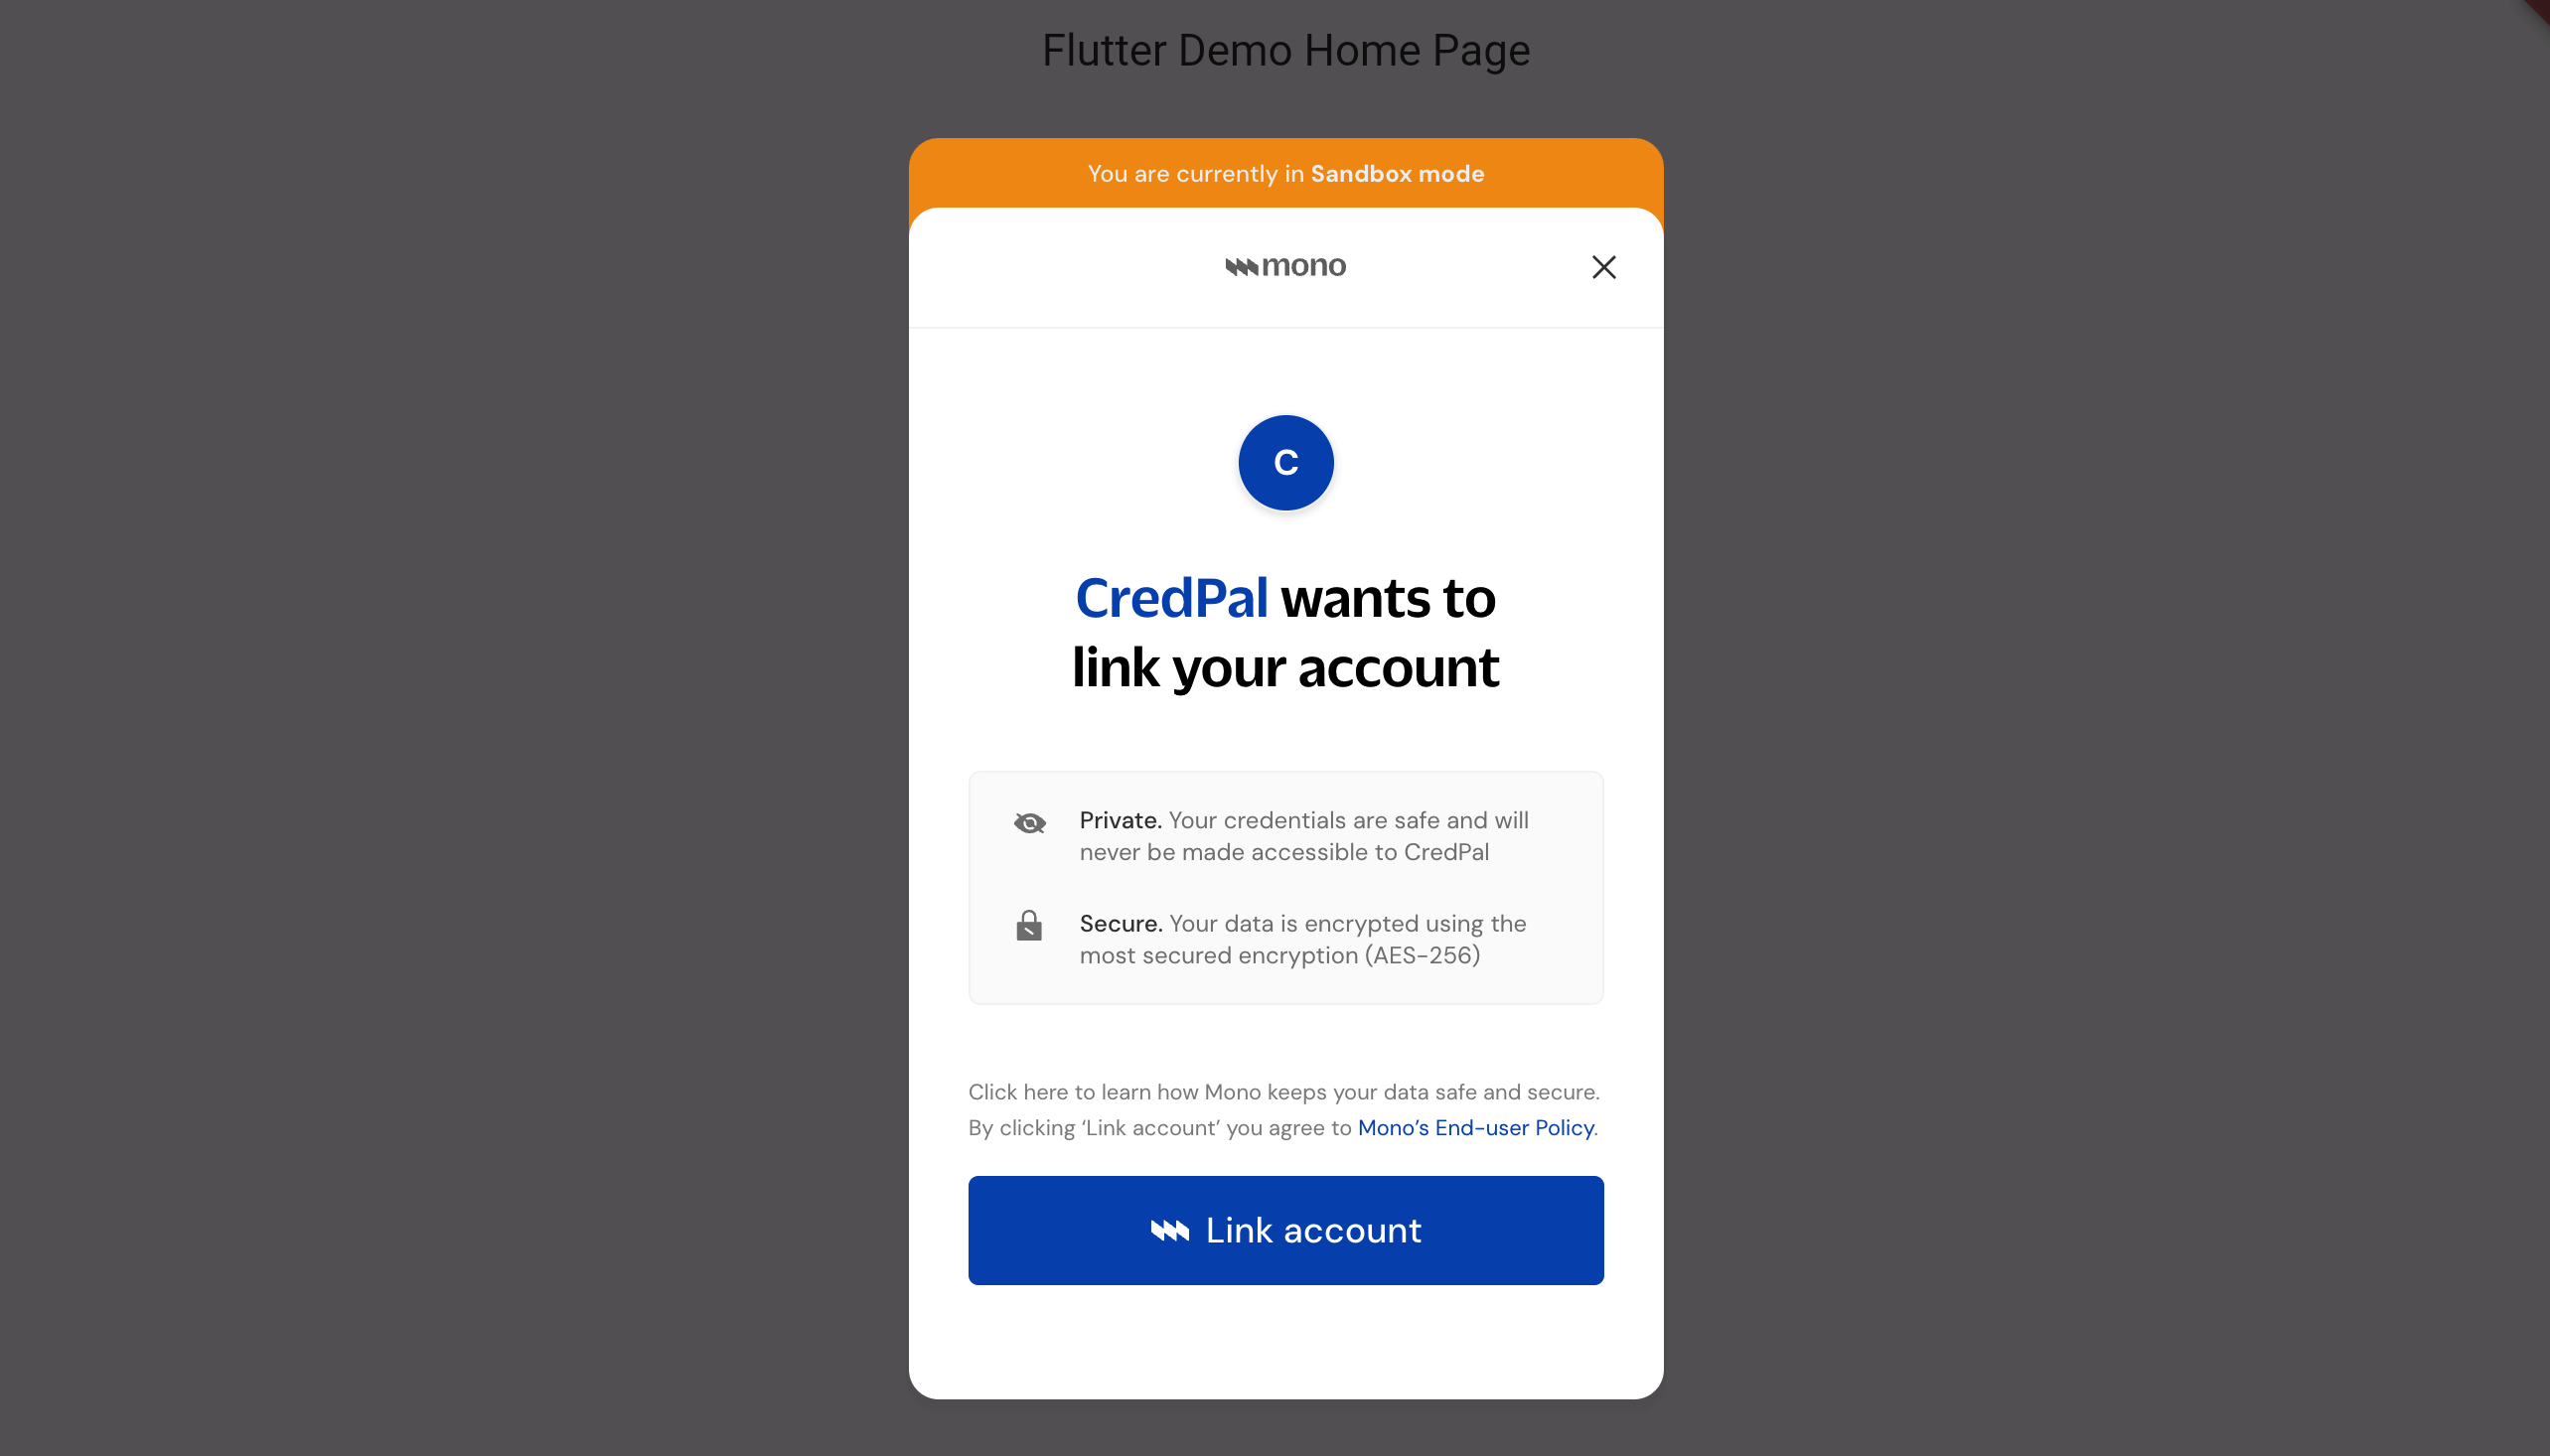 Flutter Demo Home Page
You are currently in Sandbox mode
mono
C
CredPal wants to
link your account
Private. Your credentials are safe and will
never be made accessible to CredPal
Secure. Your data is encrypted using the
most secured encryption (AES-256)
Click here to learn how Mono keeps your data safe and secure.
By clicking ‘Link account’ you agree to Mono’s End-user Policy.
Link account